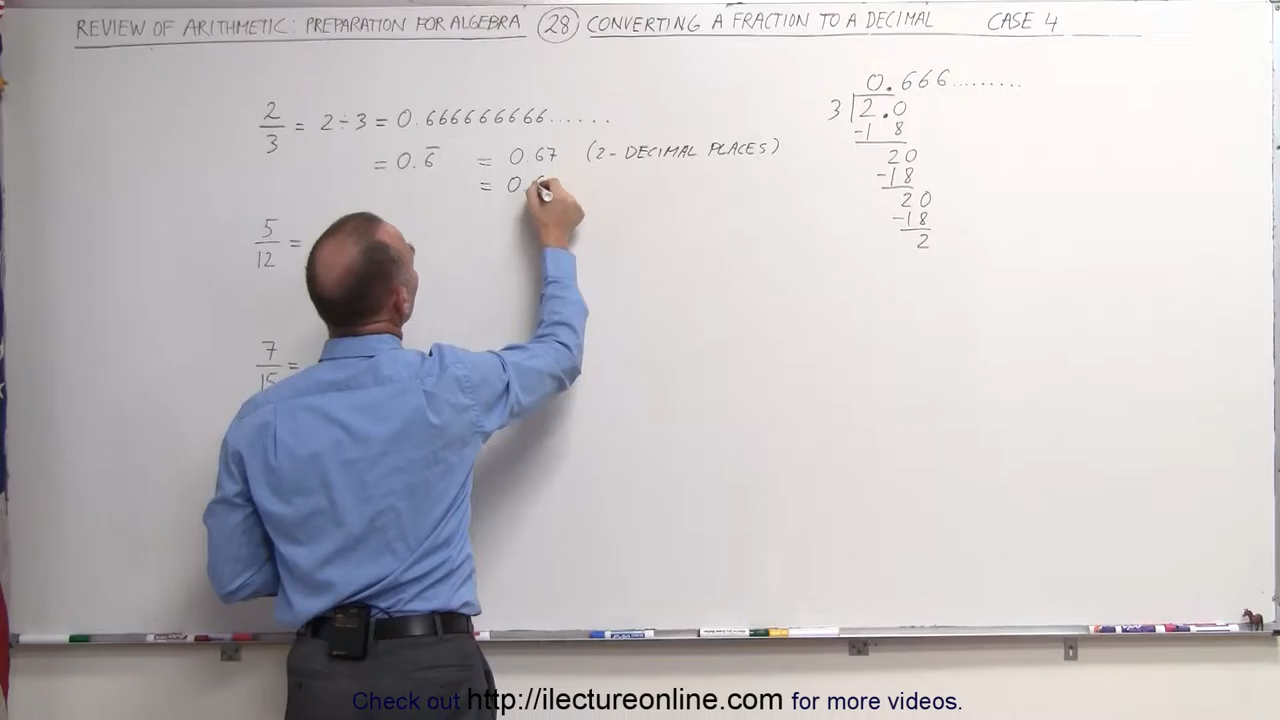 REVIEW OF ARITHMETIC: PREPARATION FOR ALGEBRA 28 CONVERTING A FRACTION TO A DECIMAL CASE 4
2/3 = 2 ÷ 3 = 0.666666666......
= 0.6̅ = 0.67 (2-DECIMAL PLACES)
= 0.6
5/12 =
7/15 =
0.666........
3 2.0
-1 8
20
-18
20
-18
2
Check out http://ilectureonline.com for more videos.